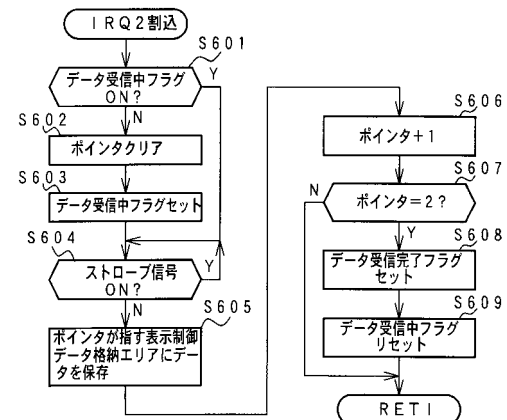 IRQ2割込
S601
データ受信中フラグ
ON?
Y
N
S602
ポインタクリア
S603
データ受信中フラグセット
S604
ストローブ信号
ON?
Y
N
S605
ポインタが指す表示制御
データ格納エリアにデー
タを保存
S606
ポインタ+1
S607
N
ポインタ=2?
Y
S608
データ受信完了フラグ
セット
S609
データ受信中フラグ
リセット
RETI